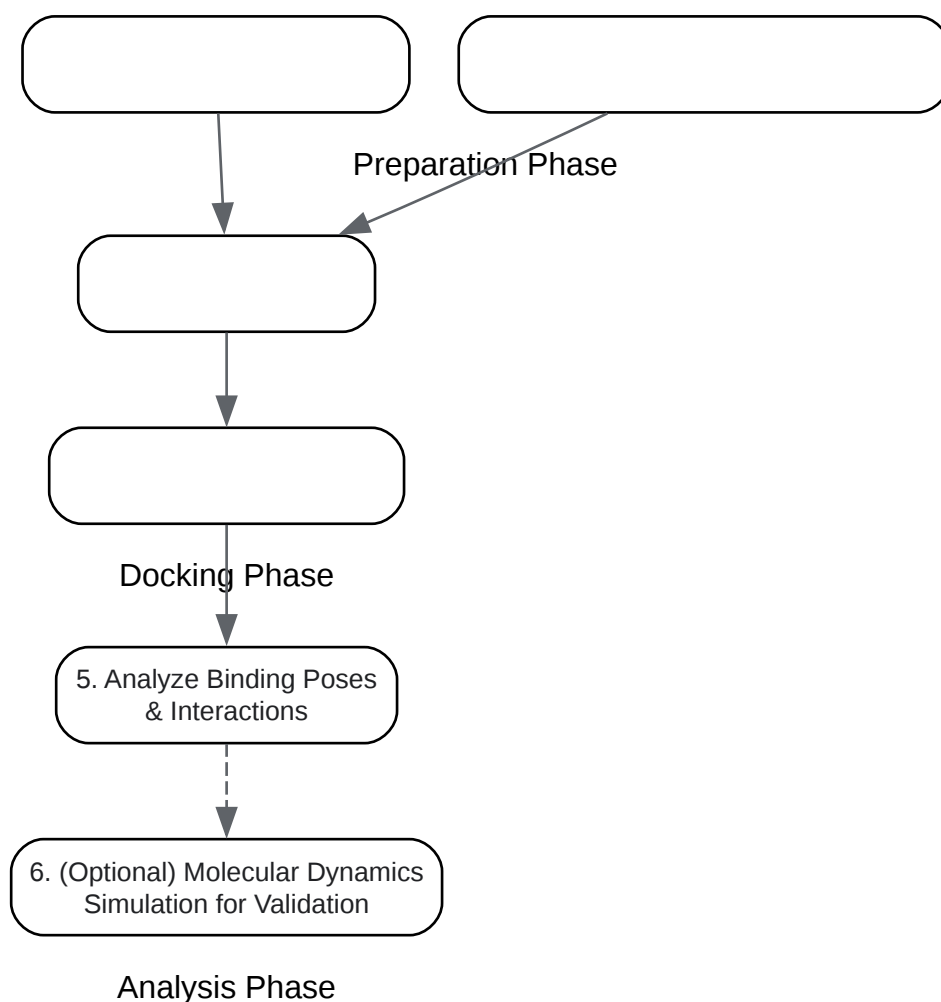 Preparation Phase
Docking Phase
5. Analyze Binding Poses
& Interactions
6. (Optional) Molecular Dynamics
Simulation for Validation
Analysis Phase